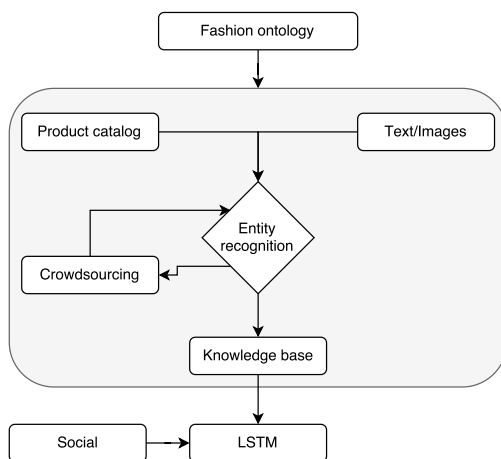 Fashion ontology
Product catalog
Text/Images
Entity
recognition
Crowdsourcing
Knowledge base
Social
LSTM